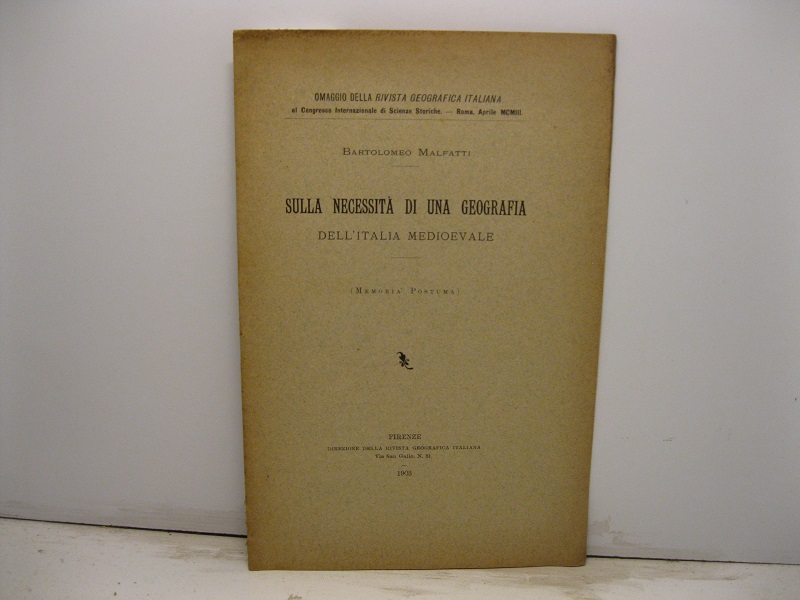 OMAGGIO DELLA RIVISTA GEOGRAFICA ITALIANA
al Congresso Internazionale di Scienze Storiche. — Roma, Aprile MCMIII
BARTOLOMEO MALFATTI
SULLA NECESSITÀ DI UNA GEOGRAFIA
DELL'ITALIA MEDIOEVALE
(MEMORIA POSTUMA)
FIRENZE
DIREZIONE DELLA RIVISTA GEOGRAFICA ITALIANA
Via San Gallo, N.
1903